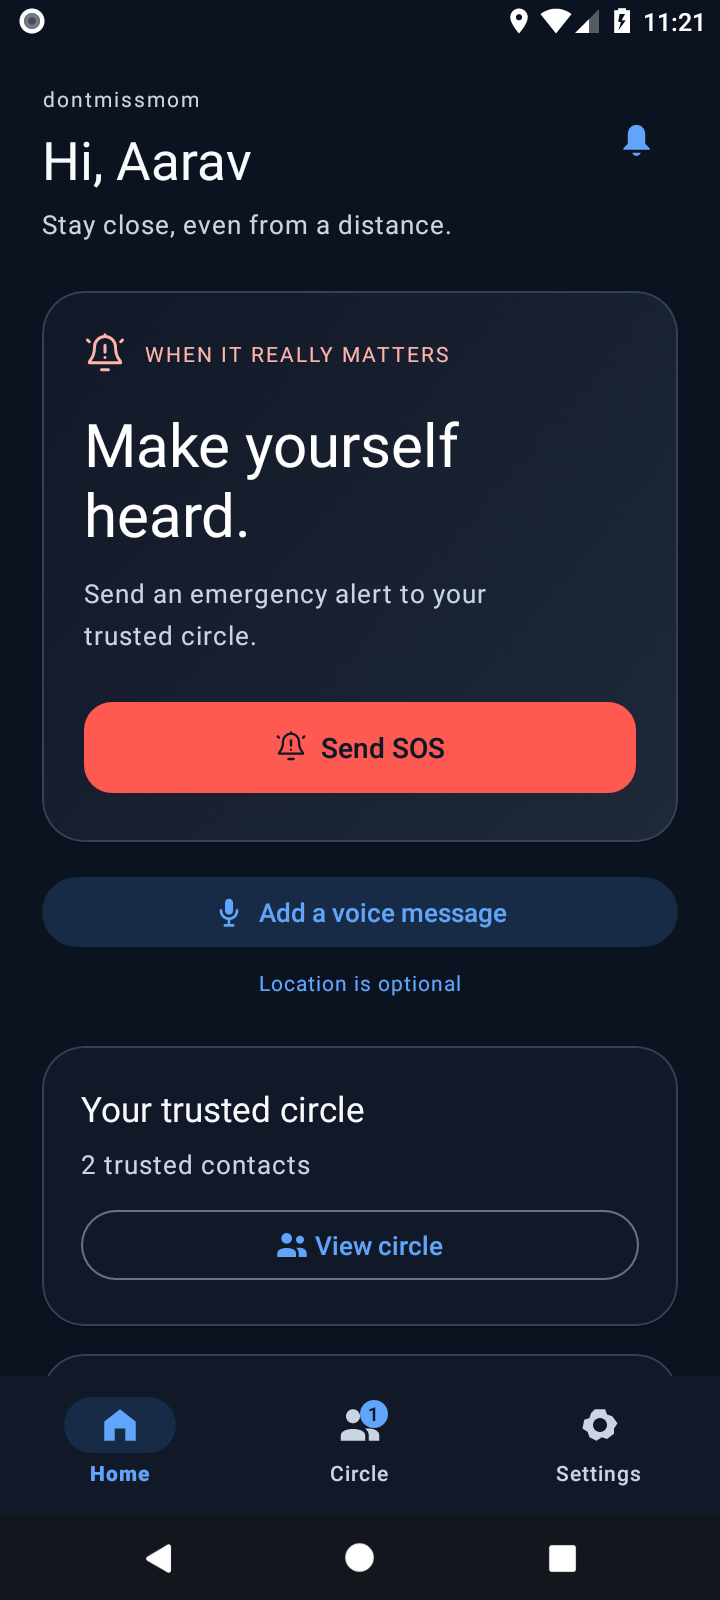 11:21
dontmissmom
Hi, Aarav
Stay close, even from a distance.
WHEN IT REALLY MATTERS
Make yourself
heard.
Send an emergency alert to your
trusted circle.
Send SOS
Add a voice message
Location is optional
Your trusted circle
2 trusted contacts
View circle
1
Home
Circle
Settings